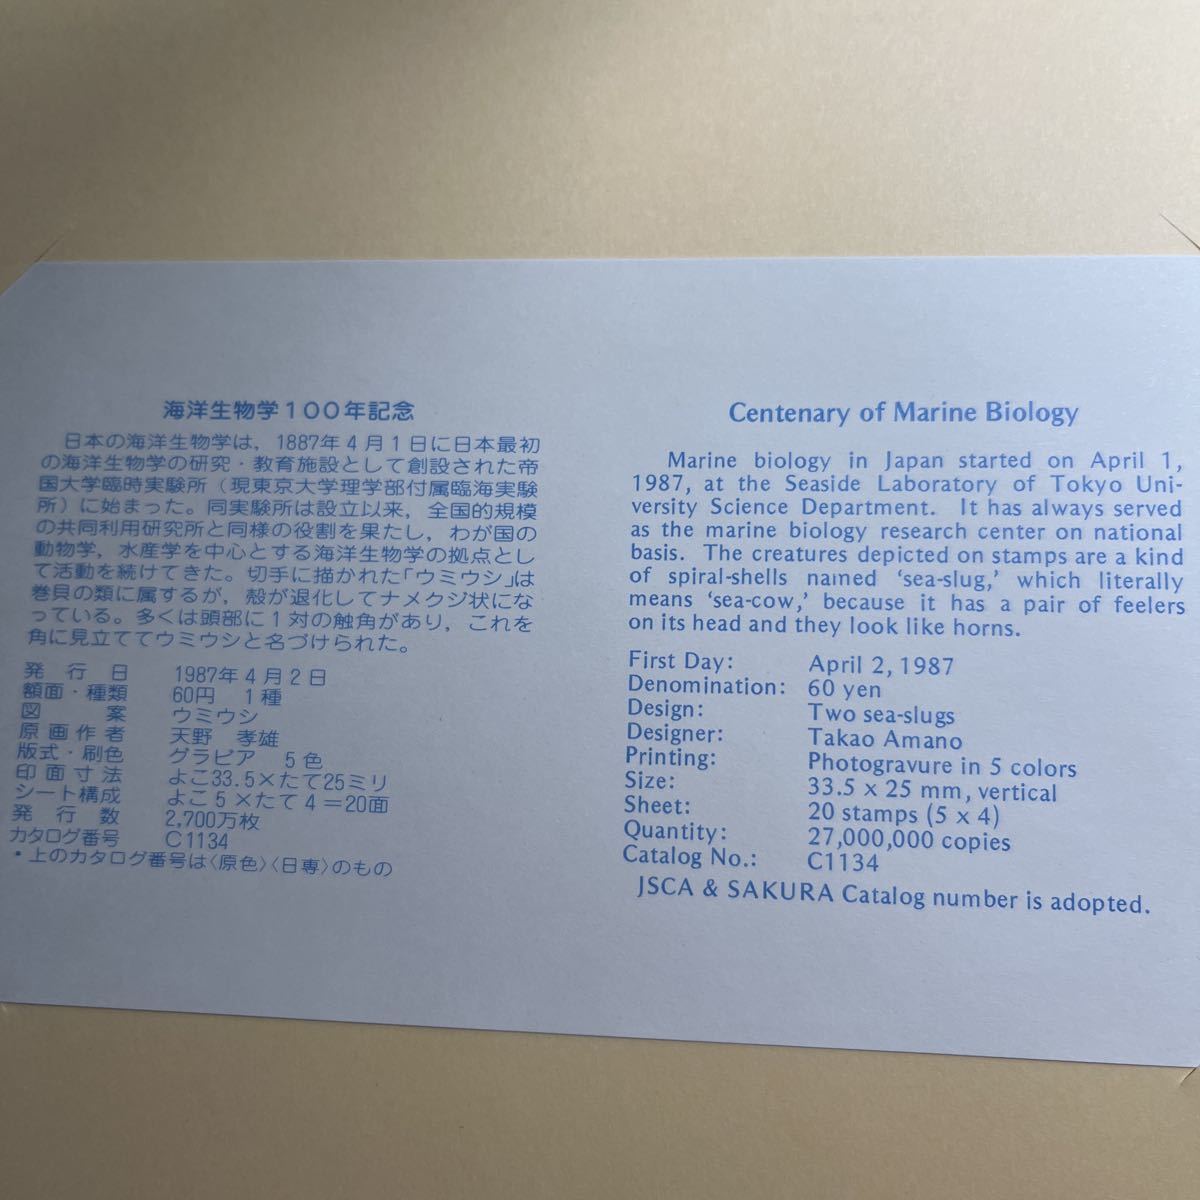 海洋生物学100年記念
日本の海洋生物学は，1887年4月1日に日本最初
の海洋生物学の研究・教育施設として創設された帝
国大学臨時実験所（現東京大学理学部付属臨海実験
所）に始まった。同実験所は設立以来，全国的規模
の共同利用研究所と同様の役割を果たし，わが国の
動物学，水産学を中心とする海洋生物学の拠点とし
て活動を続けてきた。切手に描かれた「ウミウシ」は
巻貝の類に属するが，殻が退化してナメクジ状にな
っている。多くは頭部に1対の触角があり，これを
角に見立ててウミウシと名づけられた。
発行日 1987年4月2日
額面・種類 60円 1種
図案 ウミウシ
原画作者 天野 孝雄
版式・刷色 グラビア 5色
印面寸法 よこ33.5×たて25ミリ
シート構成 よこ5×たて4＝20面
発行数 2,700万枚
カタログ番号 C1134
・上のカタログ番号は〈原色〉〈日専〉のもの
Centenary of Marine Biology
Marine biology in Japan started on April 1,
1987, at the Seaside Laboratory of Tokyo Uni-
versity Science Department. It has always served
as the marine biology research center on national
basis. The creatures depicted on stamps are a kind
of spiral-shells named ‘sea-slug,’ which literally
means ‘sea-cow,’ because it has a pair of feelers
on its head and they look like horns.
First Day: April 2, 1987
Denomination: 60 yen
Design: Two sea-slugs
Designer: Takao Amano
Printing: Photogravure in 5 colors
Size: 33.5 x 25 mm, vertical
Sheet: 20 stamps (5 x 4)
Quantity: 27,000,000 copies
Catalog No.: C1134
JSCA & SAKURA Catalog number is adopted.